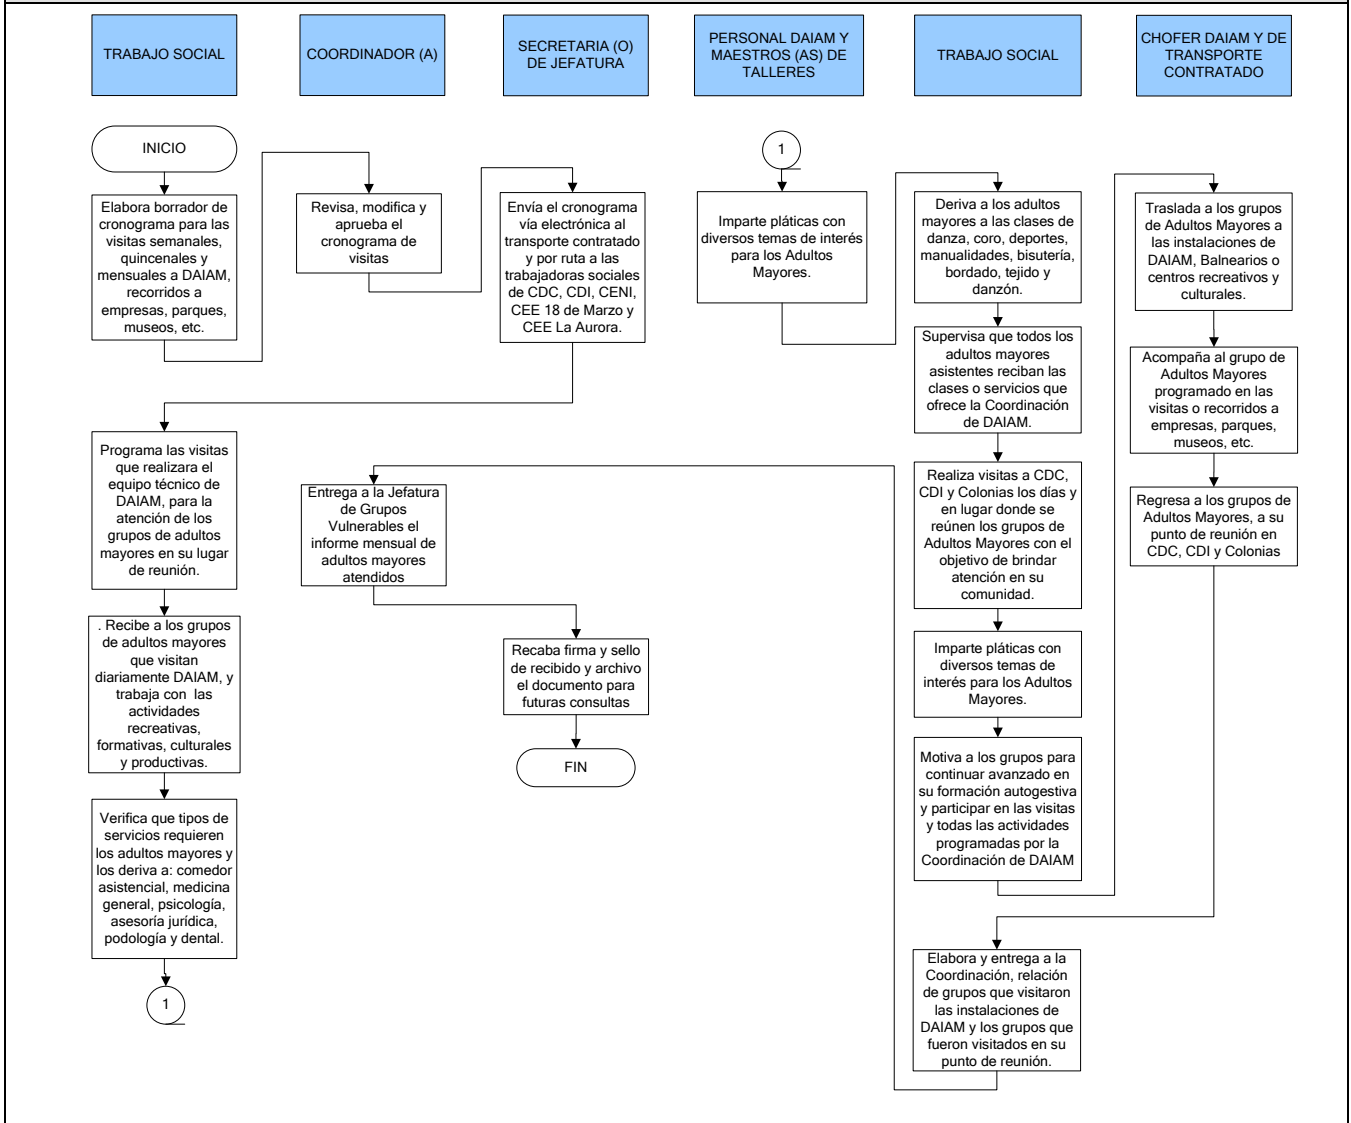 TRABAJO SOCIAL
COORDINADOR (A)
SECRETARIA (O)
DE JEFATURA
PERSONAL DAIAM Y
MAESTROS (AS) DE
TALLERES
TRABAJO SOCIAL
CHOFER DAIAM Y DE
TRANSPORTE
CONTRATADO
INICIO
Elabora borrador de
cronograma para las
visitas semanales,
quincenales y
mensuales a DAIAM,
recorridos a
empresas, parques,
museos, etc.
Revisa, modifica y
aprueba el
cronograma de
visitas
Envía el cronograma
vía electrónica al
transporte contratado
y por ruta a las
trabajadoras sociales
de CDC, CDI, CENI,
CEE 18 de Marzo y
CEE La Aurora.
Programa las visitas
que realizara el
equipo técnico de
DAIAM, para la
atención de los
grupos de adultos
mayores en su lugar
de reunión.
. Recibe a los grupos
de adultos mayores
que visitan
diariamente DAIAM, y
trabaja con las
actividades
recreativas,
formativas, culturales
y productivas.
Verifica que tipos de
servicios requieren
los adultos mayores y
los deriva a: comedor
asistencial, medicina
general, psicología,
asesoría jurídica,
podología y dental.
1
1
Imparte pláticas con
diversos temas de interés
para los Adultos
Mayores.
Deriva a los adultos
mayores a las clases de
danza, coro, deportes,
manualidades, bisutería,
bordado, tejido y
danzón.
Supervisa que todos los
adultos mayores
asistentes reciban las
clases o servicios que
ofrece la Coordinación
de DAIAM.
Realiza visitas a CDC,
CDI y Colonias los días y
en lugar donde se
reúnen los grupos de
Adultos Mayores con el
objetivo de brindar
atención en su
comunidad.
Imparte pláticas con
diversos temas de
interés para los Adultos
Mayores.
Motiva a los grupos para
continuar avanzado en
su formación autogestiva
y participar en las visitas
y todas las actividades
programadas por la
Coordinación de DAIAM
Traslada a los grupos
de Adultos Mayores a
las instalaciones de
DAIAM, Balnearios o
centros recreativos y
culturales.
Acompaña al grupo de
Adultos Mayores
programado en las
visitas o recorridos a
empresas, parques,
museos, etc.
Regresa a los grupos de
Adultos Mayores, a su
punto de reunión en
CDC, CDI y Colonias
Elabora y entrega a la
Coordinación, relación
de grupos que visitaron
las instalaciones de
DAIAM y los grupos que
fueron visitados en su
punto de reunión.
Entrega a la Jefatura
de Grupos
Vulnerables el
informe mensual de
adultos mayores
atendidos
Recaba firma y sello
de recibido y archivo
el documento para
futuras consultas
FIN